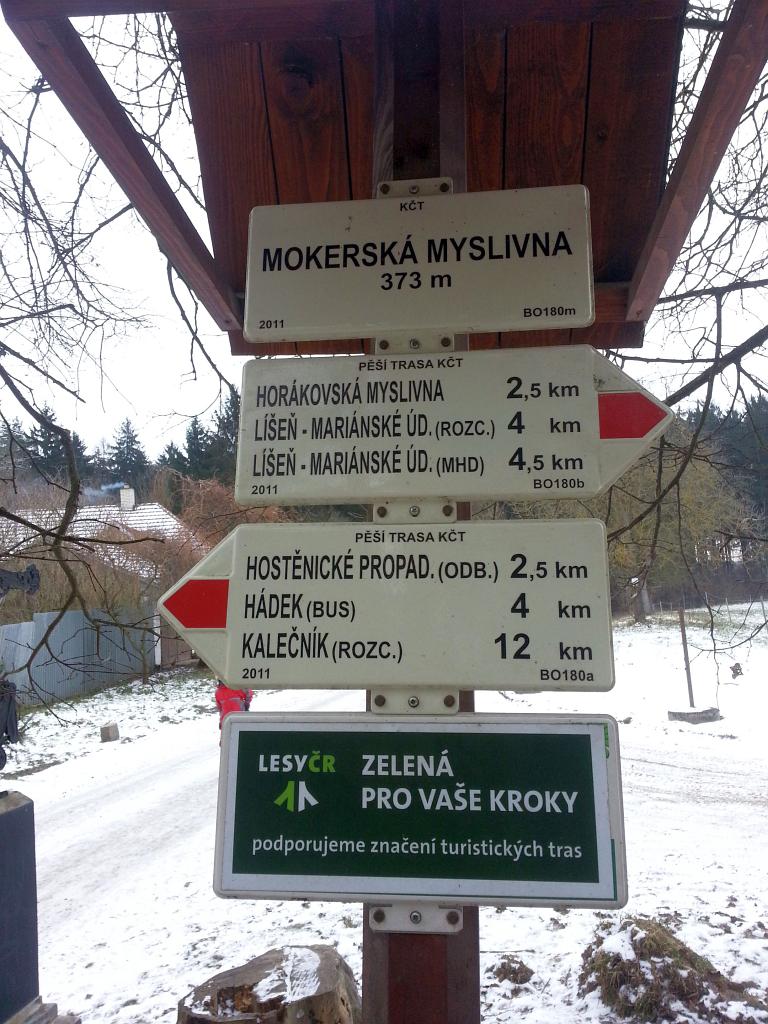 KČT
MOKERSKÁ MYSLIVNA
373 m
2011 BO180m
PĚŠÍ TRASA KČT
HORÁKOVSKÁ MYSLIVNA 2,5 km
LÍŠEŇ - MARIÁNSKÉ ÚD. (ROZC.) 4 km
LÍŠEŇ - MARIÁNSKÉ ÚD. (MHD) 4,5 km
2011 BO180b
PĚŠÍ TRASA KČT
HOSTĚNICKÉ PROPAD. (ODB.) 2,5 km
HÁDEK (BUS) 4 km
KALEČNÍK (ROZC.) 12 km
2011 BO180a
LESYČR ZELENÁ
PRO VAŠE KROKY
podporujeme značení turistických tras